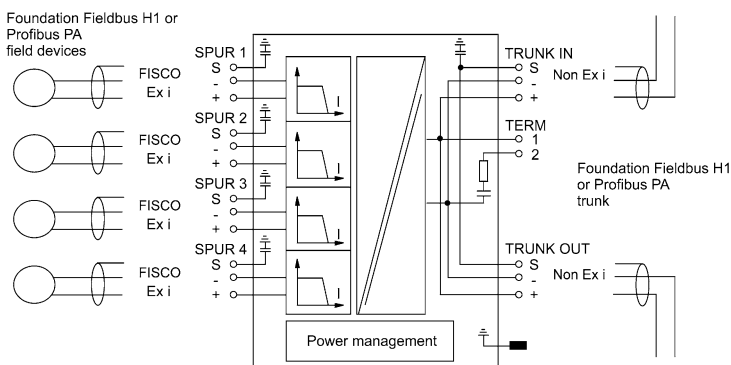 Foundation Fieldbus H1 or
Profibus PA
field devices
SPUR 1
S
-
+
FISCO
Ex i
SPUR 2
S
-
+
FISCO
Ex i
SPUR 3
S
-
+
FISCO
Ex i
SPUR 4
S
-
+
FISCO
Ex i
I
I
I
I
Power management
TRUNK IN
S
-
+
Non Ex i
TERM
1
2
Foundation Fieldbus H1
or Profibus PA
trunk
TRUNK OUT
S
-
+
Non Ex i